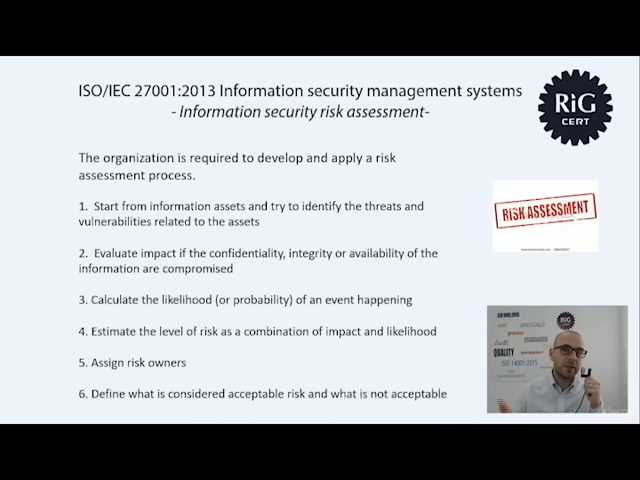 ISO/IEC 27001:2013 Information security management systems
- Information security risk assessment-
RiG
CERT
The organization is required to develop and apply a risk
assessment process.
1. Start from information assets and try to identify the threats and
vulnerabilities related to the assets
2. Evaluate impact if the confidentiality, integrity or availability of the
information are compromised
3. Calculate the likelihood (or probability) of an event happening
4. Estimate the level of risk as a combination of impact and likelihood
5. Assign risk owners
6. Define what is considered acceptable risk and what is not acceptable
RISK ASSESSMENT
RiG
process
STANDARDS
Audit
QUALITY
ISO 14001:2015